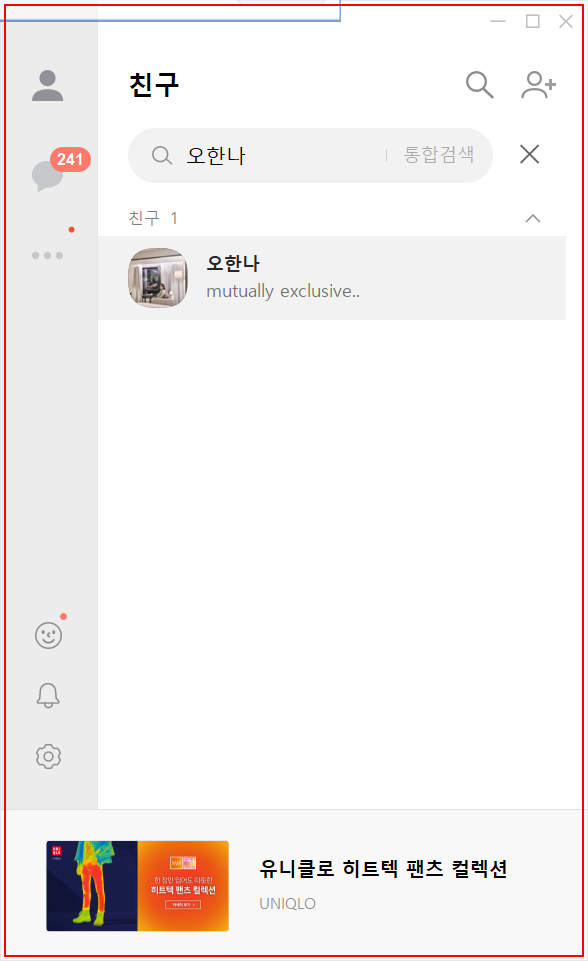 친구
241
오한나
통합검색
친구 1
오한나
mutually exclusive..
한 장만 입어도 따뜻한
히트텍 팬츠 컬렉션
유니클로 히트텍 팬츠 컬렉션
UNIQLO